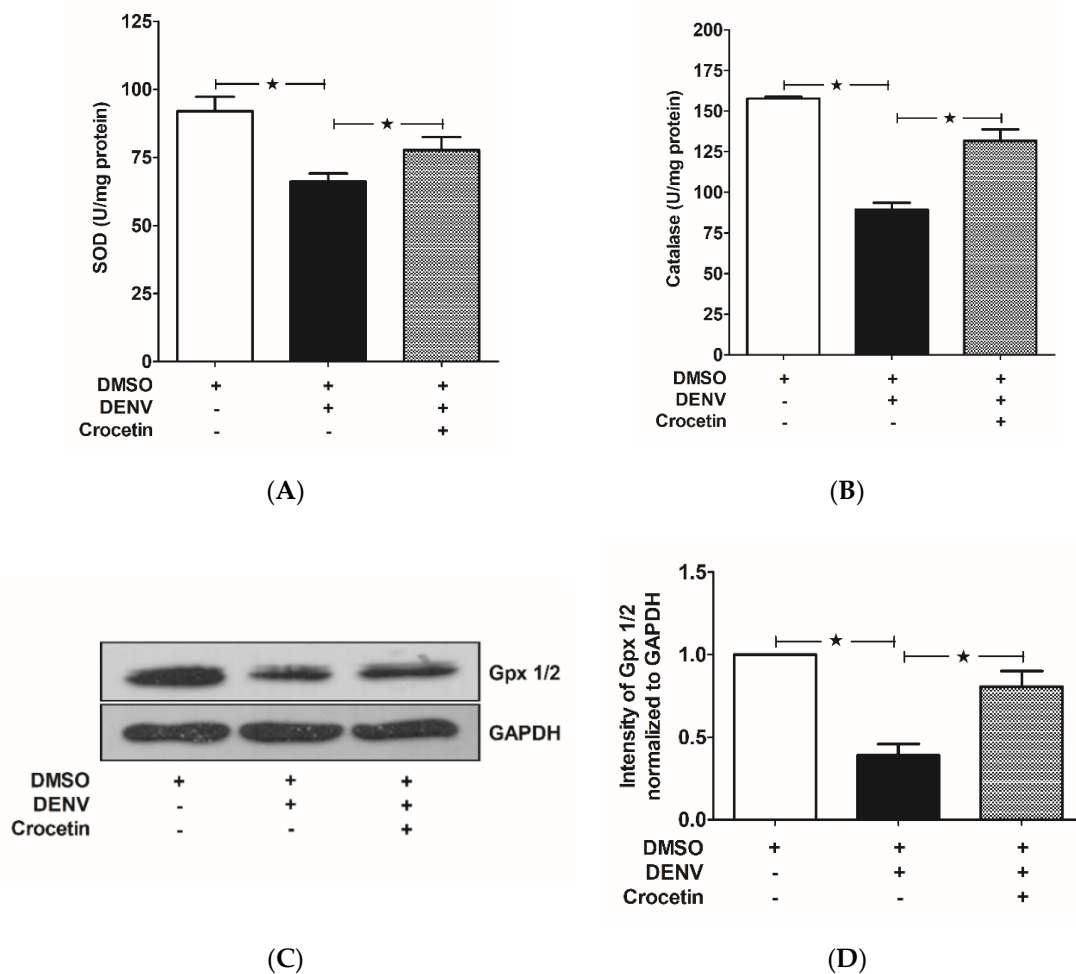 125
100
75
50
25
0
SOD (U/mg protein)
★
★
DMSO + + +
DENV - + +
Crocetin - - +
(A)
200
175
150
125
100
75
50
25
0
Catalase (U/mg protein)
★
★
DMSO + + +
DENV - + +
Crocetin - - +
(B)
Gpx 1/2
GAPDH
DMSO + + +
DENV - + +
Crocetin - - +
(C)
1.5
1.0
0.5
0.0
Intensity of Gpx 1/2
normalized to GAPDH
★
★
DMSO + + +
DENV - + +
Crocetin - - +
(D)